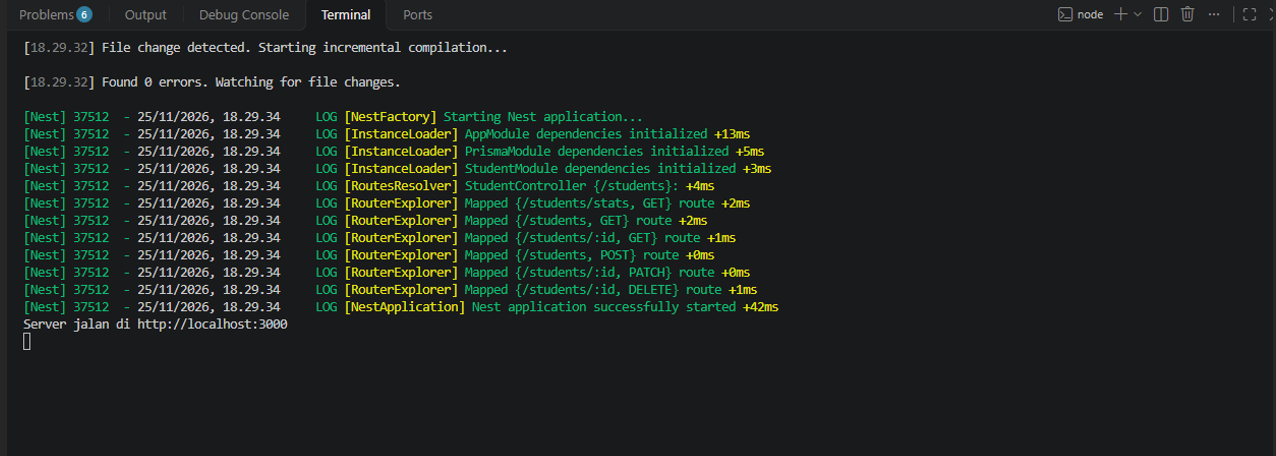 Problems 6 Output Debug Console Terminal Ports node
[18.29.32] File change detected. Starting incremental compilation...
[18.29.32] Found 0 errors. Watching for file changes.
[Nest] 37512  - 25/11/2026, 18.29.34     LOG [NestFactory] Starting Nest application...
[Nest] 37512  - 25/11/2026, 18.29.34     LOG [InstanceLoader] AppModule dependencies initialized +13ms
[Nest] 37512  - 25/11/2026, 18.29.34     LOG [InstanceLoader] PrismaModule dependencies initialized +5ms
[Nest] 37512  - 25/11/2026, 18.29.34     LOG [InstanceLoader] StudentModule dependencies initialized +3ms
[Nest] 37512  - 25/11/2026, 18.29.34     LOG [RoutesResolver] StudentController {/students}: +4ms
[Nest] 37512  - 25/11/2026, 18.29.34     LOG [RouterExplorer] Mapped {/students/stats, GET} route +2ms
[Nest] 37512  - 25/11/2026, 18.29.34     LOG [RouterExplorer] Mapped {/students, GET} route +2ms
[Nest] 37512  - 25/11/2026, 18.29.34     LOG [RouterExplorer] Mapped {/students/:id, GET} route +1ms
[Nest] 37512  - 25/11/2026, 18.29.34     LOG [RouterExplorer] Mapped {/students, POST} route +0ms
[Nest] 37512  - 25/11/2026, 18.29.34     LOG [RouterExplorer] Mapped {/students/:id, PATCH} route +0ms
[Nest] 37512  - 25/11/2026, 18.29.34     LOG [RouterExplorer] Mapped {/students/:id, DELETE} route +1ms
[Nest] 37512  - 25/11/2026, 18.29.34     LOG [NestApplication] Nest application successfully started +42ms
Server jalan di http://localhost:3000